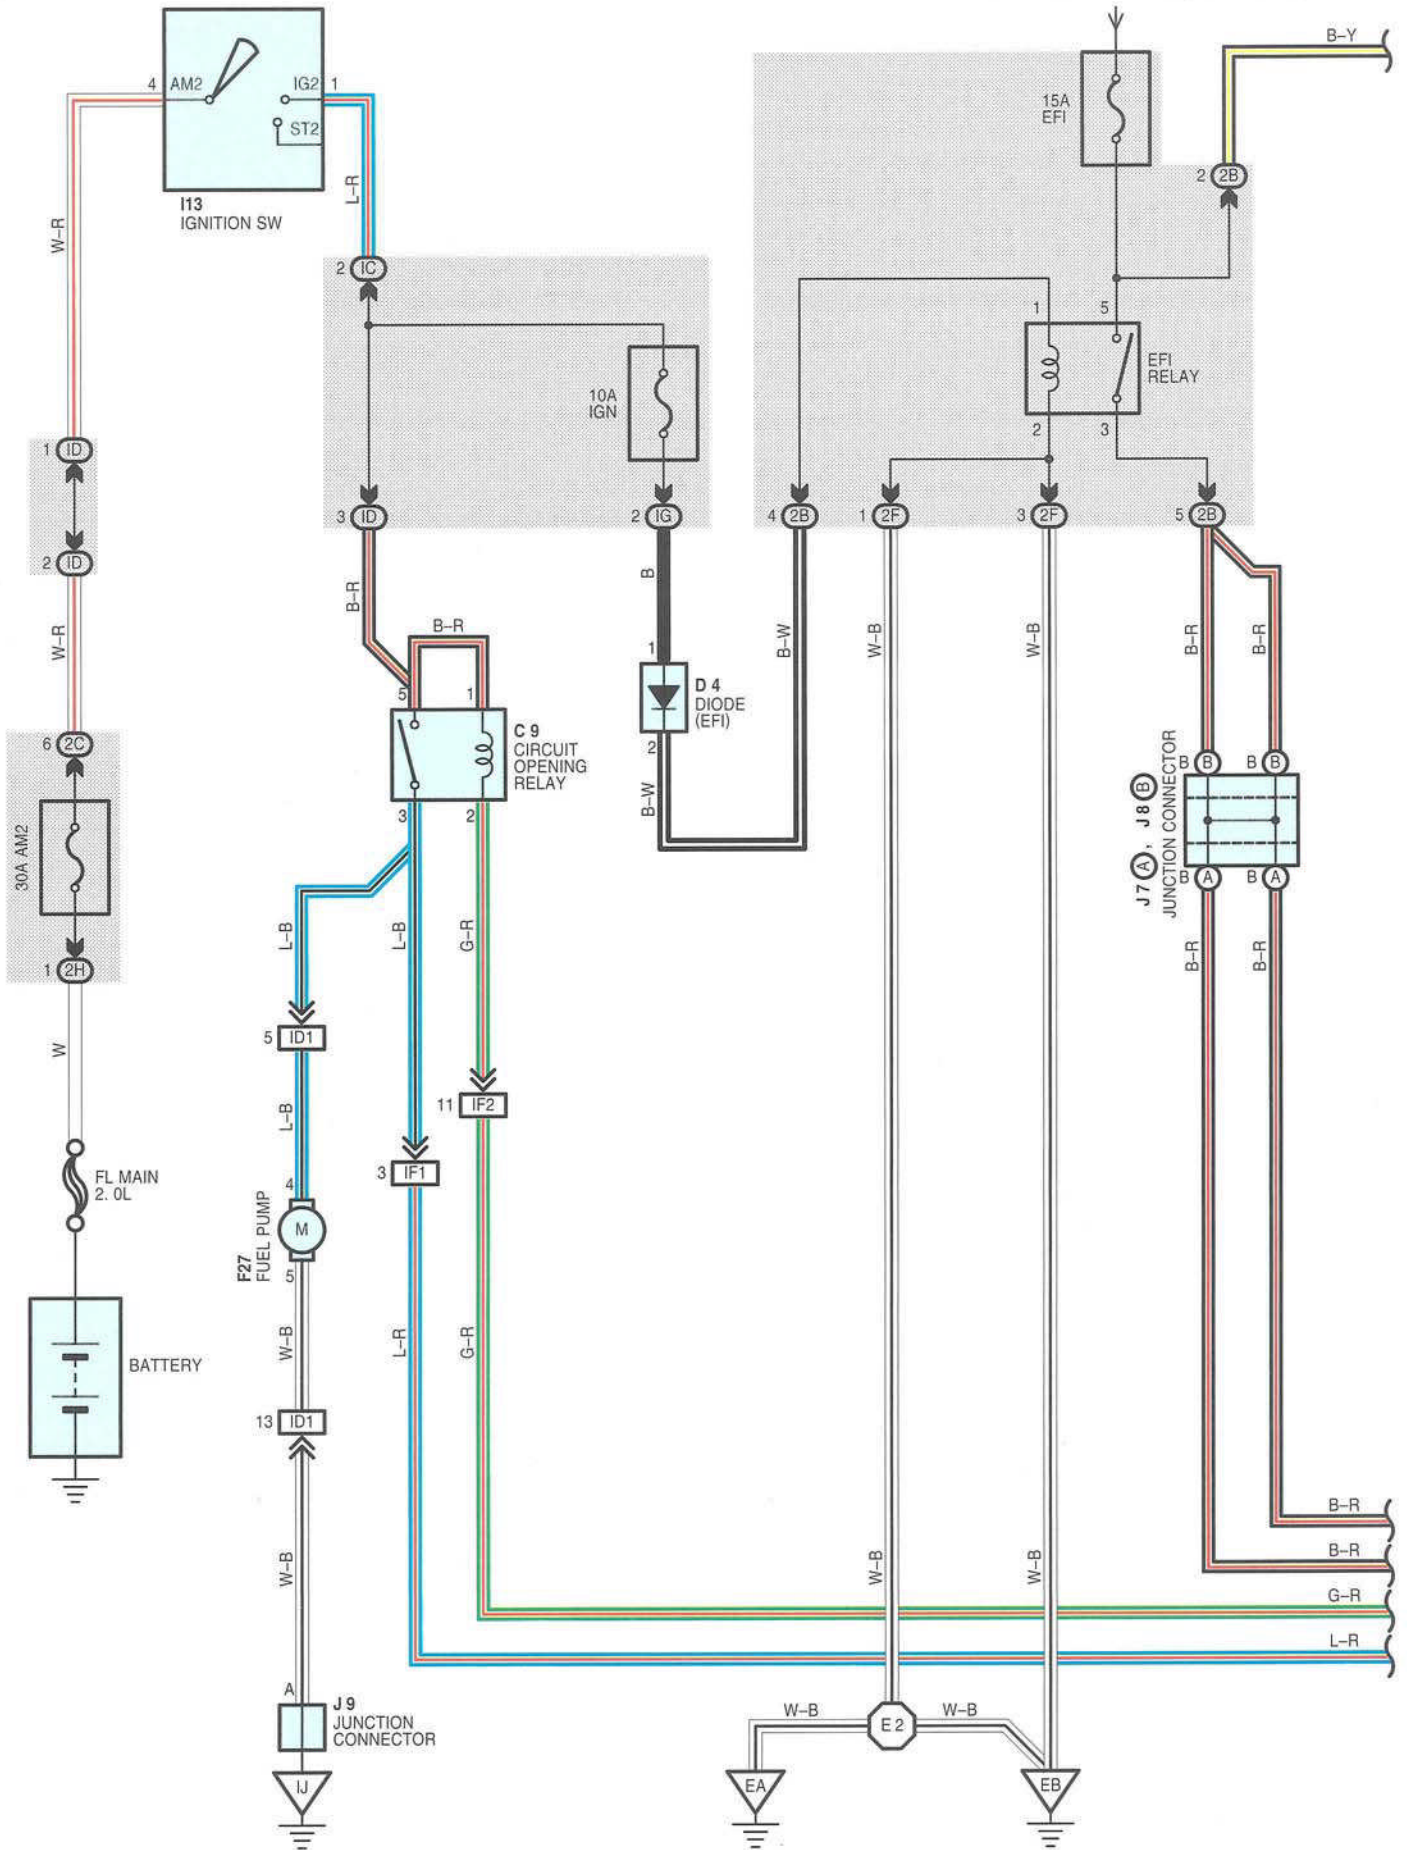 B–Y
4 AM2
IG2 1
ST2
I13
IGNITION SW
W–R
L–R
15A
EFI
2 2B
2 IC
1 5
EFI
RELAY
2 3
10A
IGN
1 ID
2 ID
3 ID
2 IG
4 2B
1 2F
3 2F
5 2B
W–R
B–R
B–R
B
B–W
W–B
W–B
B–R
B–R
5 1
1
D 4
DIODE
(EFI)
2
B–W
C 9
CIRCUIT
OPENING
RELAY
3 2
6 2C
30A AM2
1 2H
B B
B B
J 7 A , J 8 B
JUNCTION CONNECTOR
B A
B A
L–B
L–B
G–R
B–R
B–R
W
5 ID1
L–B
11 IF2
3 IF1
FL MAIN
2. 0L
4
M
F27
FUEL PUMP
5
BATTERY
W–B
L–R
G–R
13 ID1
W–B
W–B
W–B
B–R
B–R
G–R
L–R
A
J 9
JUNCTION
CONNECTOR
IJ
W–B
E 2
W–B
EA
EB